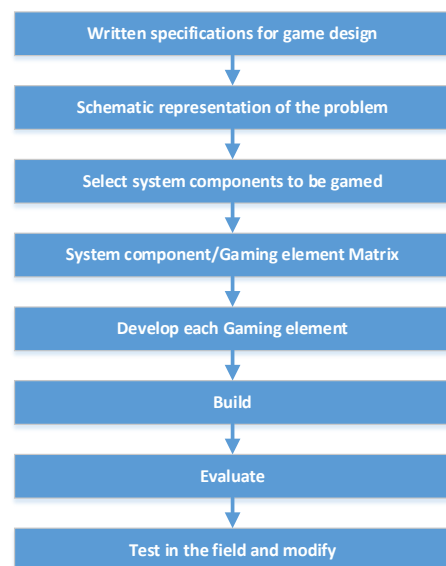 Written specifications for game design
Schematic representation of the problem
Select system components to be gamed
System component/Gaming element Matrix
Develop each Gaming element
Build
Evaluate
Test in the field and modify